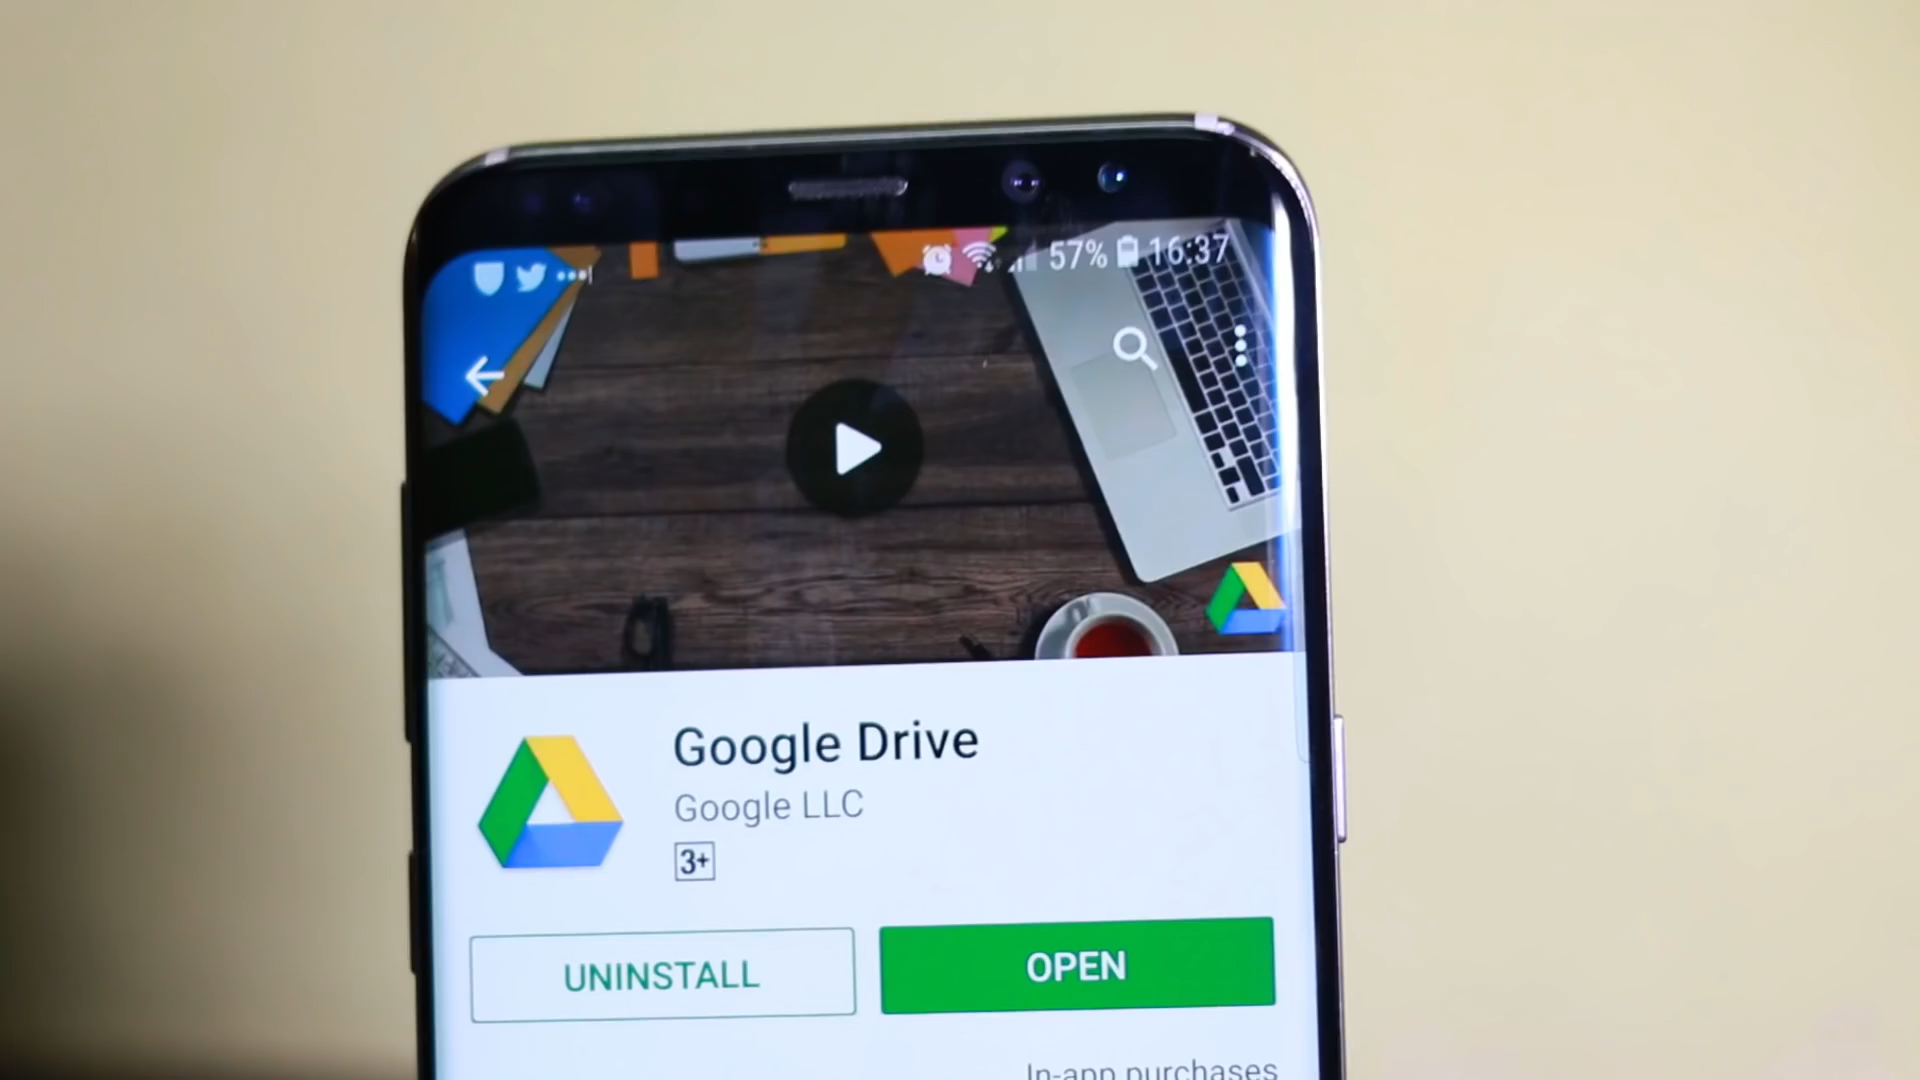 57% 16:37
Google Drive
Google LLC
3+
UNINSTALL
OPEN
In-app purchases